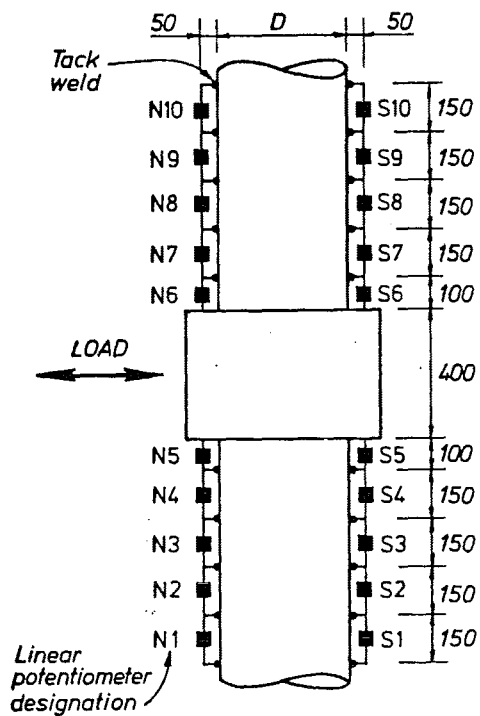 50 D 50
Tack
weld
N10 S10 150
N9 S9 150
N8 S8 150
N7 S7 150
N6 S6 100
LOAD
400
N5 S5 100
N4 S4 150
N3 S3 150
N2 S2 150
N1 S1 150
Linear
potentiometer
designation